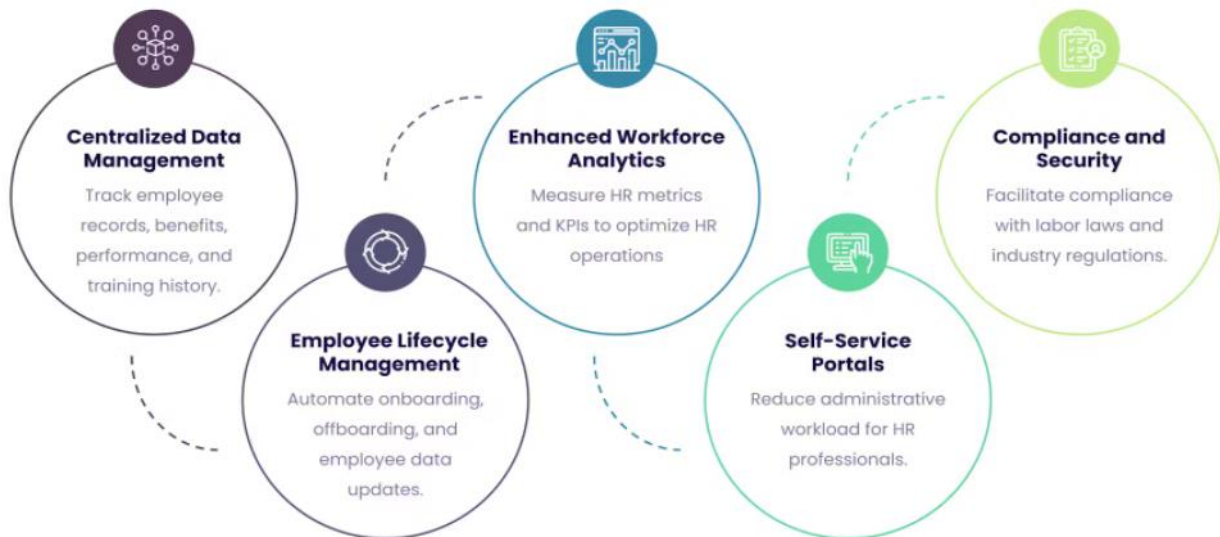 Centralized Data
Management
Track employee
records, benefits,
performance, and
training history.
Employee Lifecycle
Management
Automate onboarding,
offboarding, and
employee data
updates.
Enhanced Workforce
Analytics
Measure HR metrics
and KPIs to optimize HR
operations
Self-Service
Portals
Reduce administrative
workload for HR
professionals.
Compliance and
Security
Facilitate compliance
with labor laws and
industry regulations.